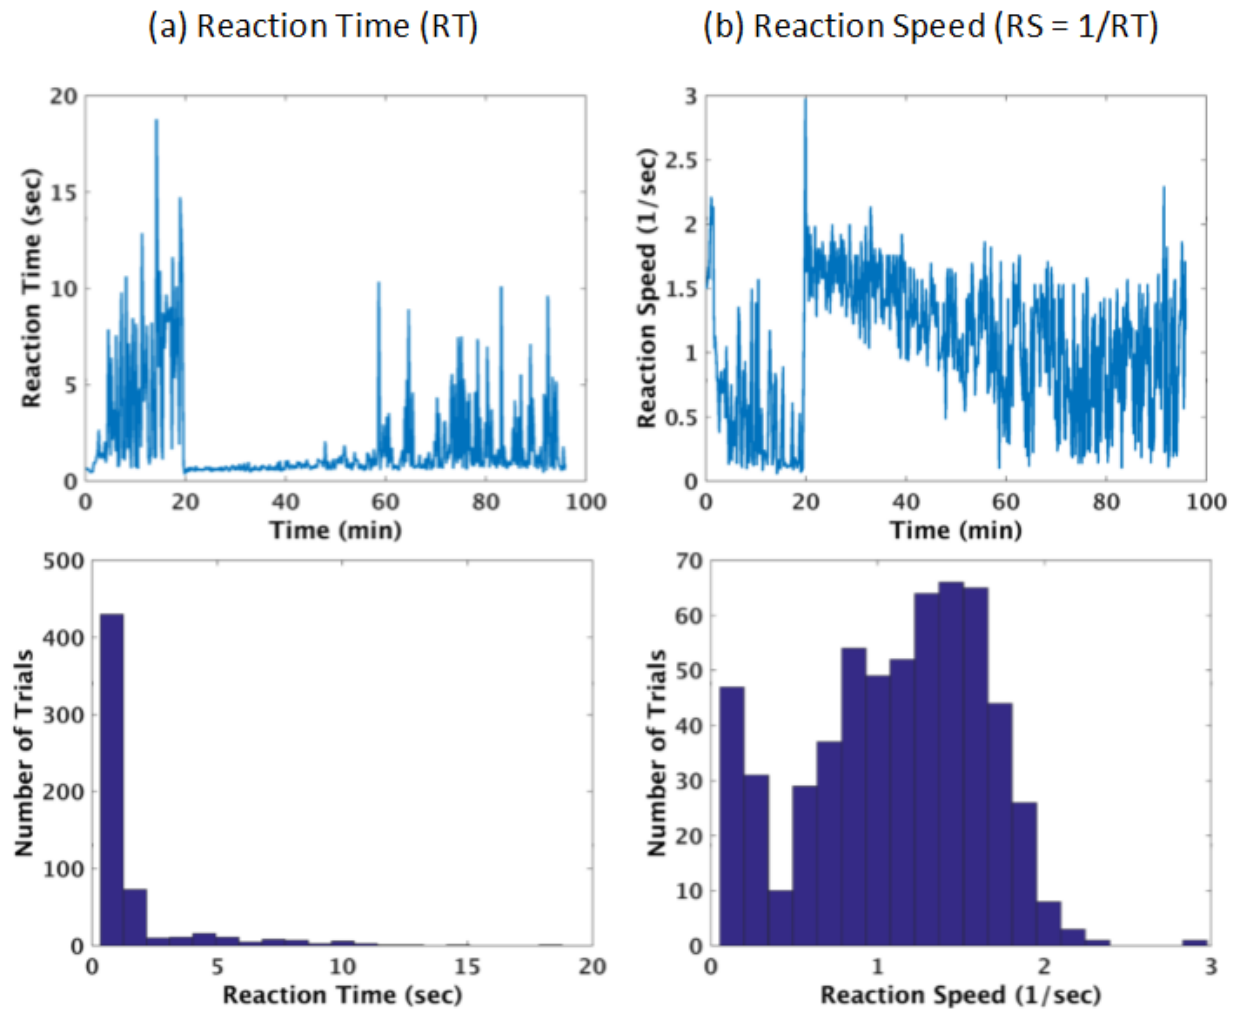 (a) Reaction Time (RT)
(b) Reaction Speed (RS = 1/RT)
20
15
10
5
0
Reaction Time (sec)
0 20 40 60 80 100
Time (min)
3
2.5
2
1.5
1
0.5
0
Reaction Speed (1/sec)
0 20 40 60 80 100
Time (min)
500
400
300
200
100
0
Number of Trials
0 5 10 15 20
Reaction Time (sec)
70
60
50
40
30
20
10
0
Number of Trials
0 1 2 3
Reaction Speed (1/sec)